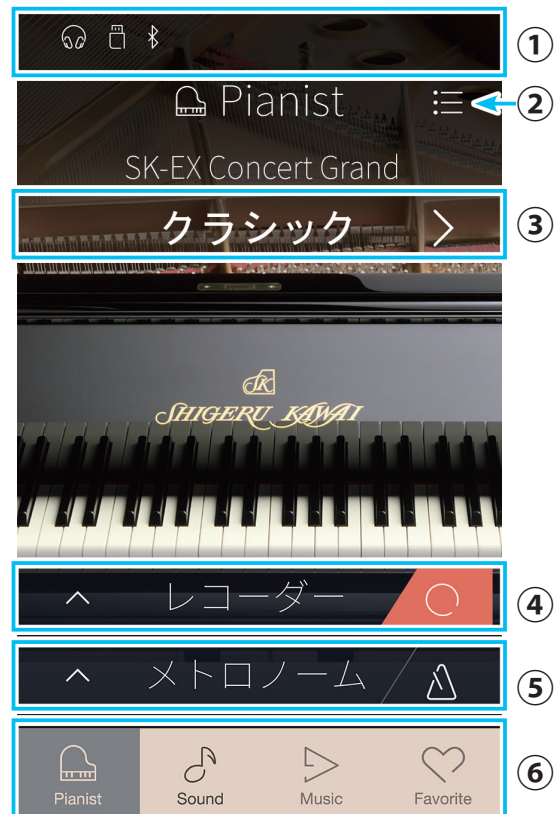 ①
Pianist
②
SK-EX Concert Grand
クラシック
③
SK
SHIGERU KAWAI
レコーダー
④
メトロノーム
⑤
⑥
Pianist Sound Music Favorite